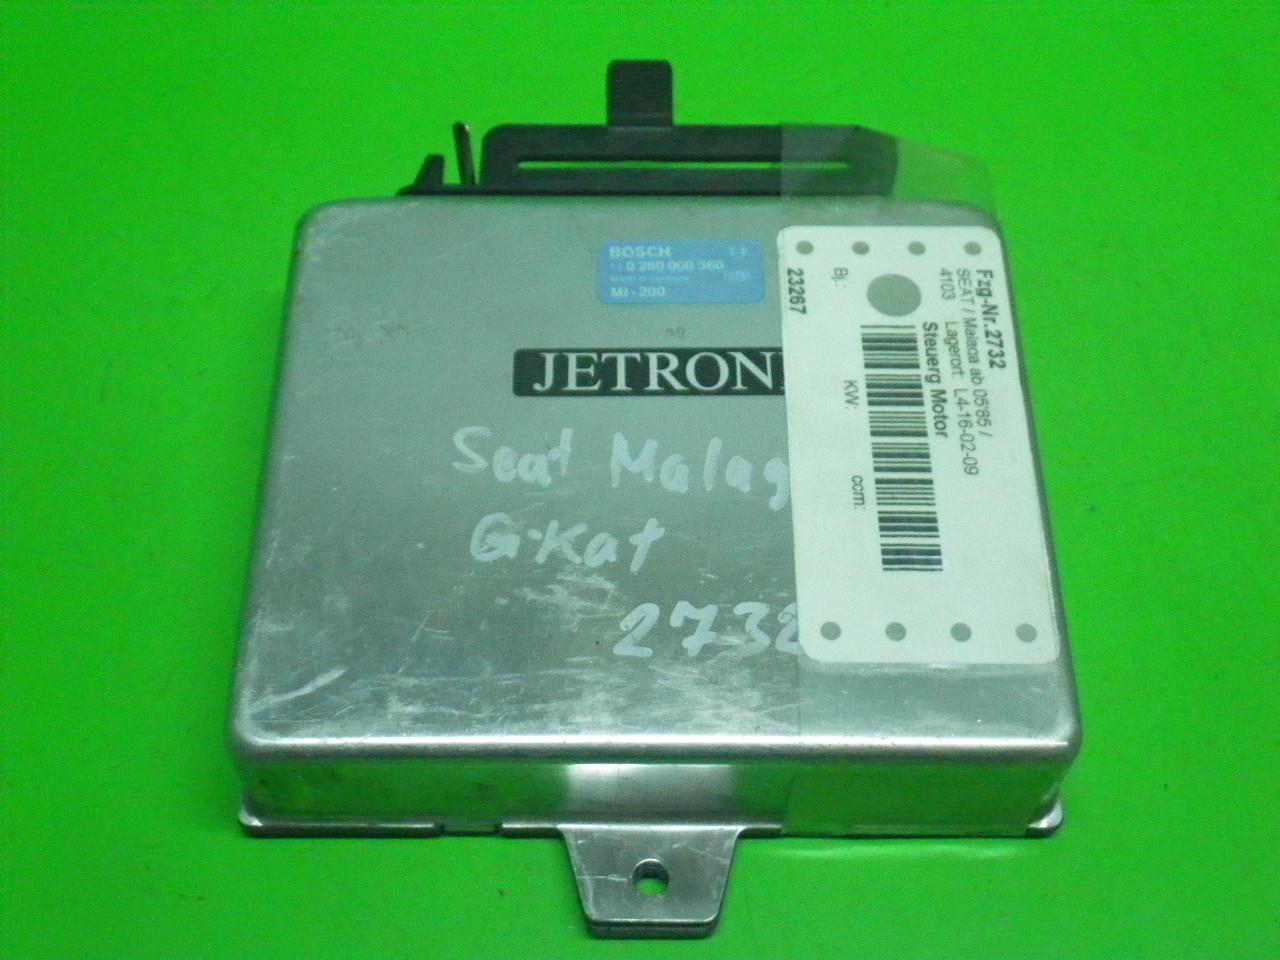 BOSCH
0 280 000 360
MI-200
JETRONI
Seat Malag
G-Kat
2732
Fzg-Nr.2732
SEAT / Malaga ab 05'85 /
4103 Lagerort: L4-16-02-09
Steuerg Motor
Bj.: KW: ccm:
23267